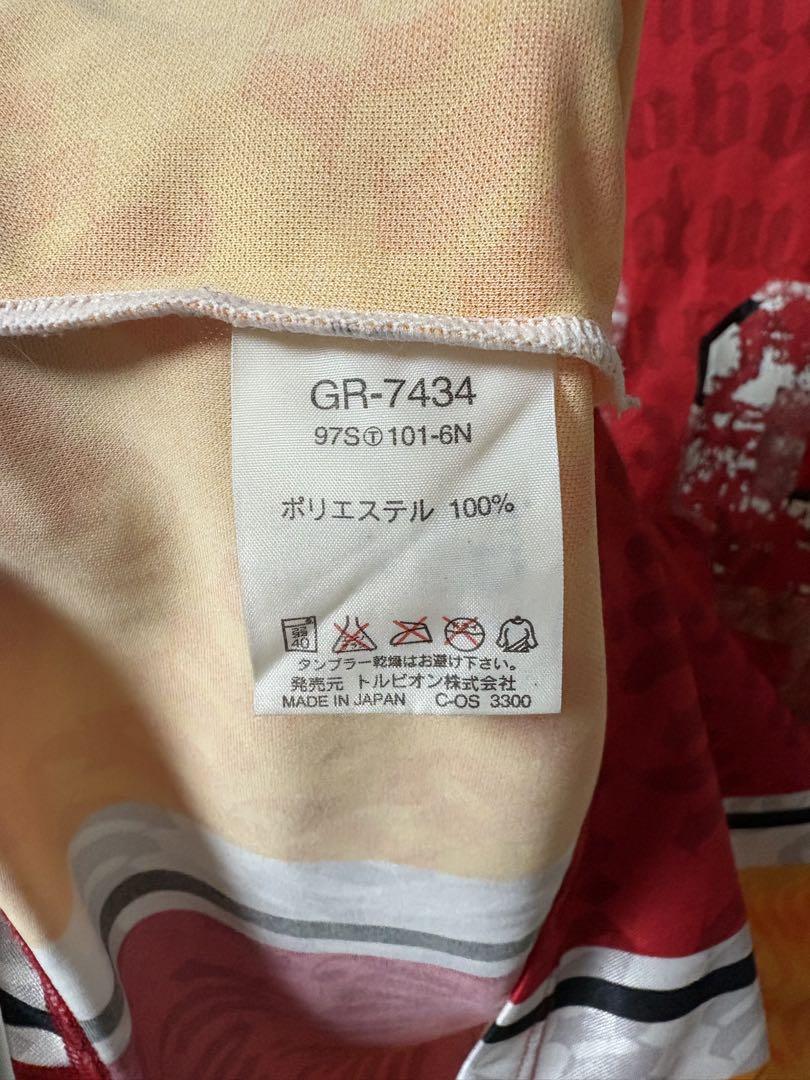 GR-7434
97SⓉ101-6N
ポリエステル 100%
40
タンブラー乾燥はお避け下さい。
発売元 トルビオン株式会社
MADE IN JAPAN C-OS 3300